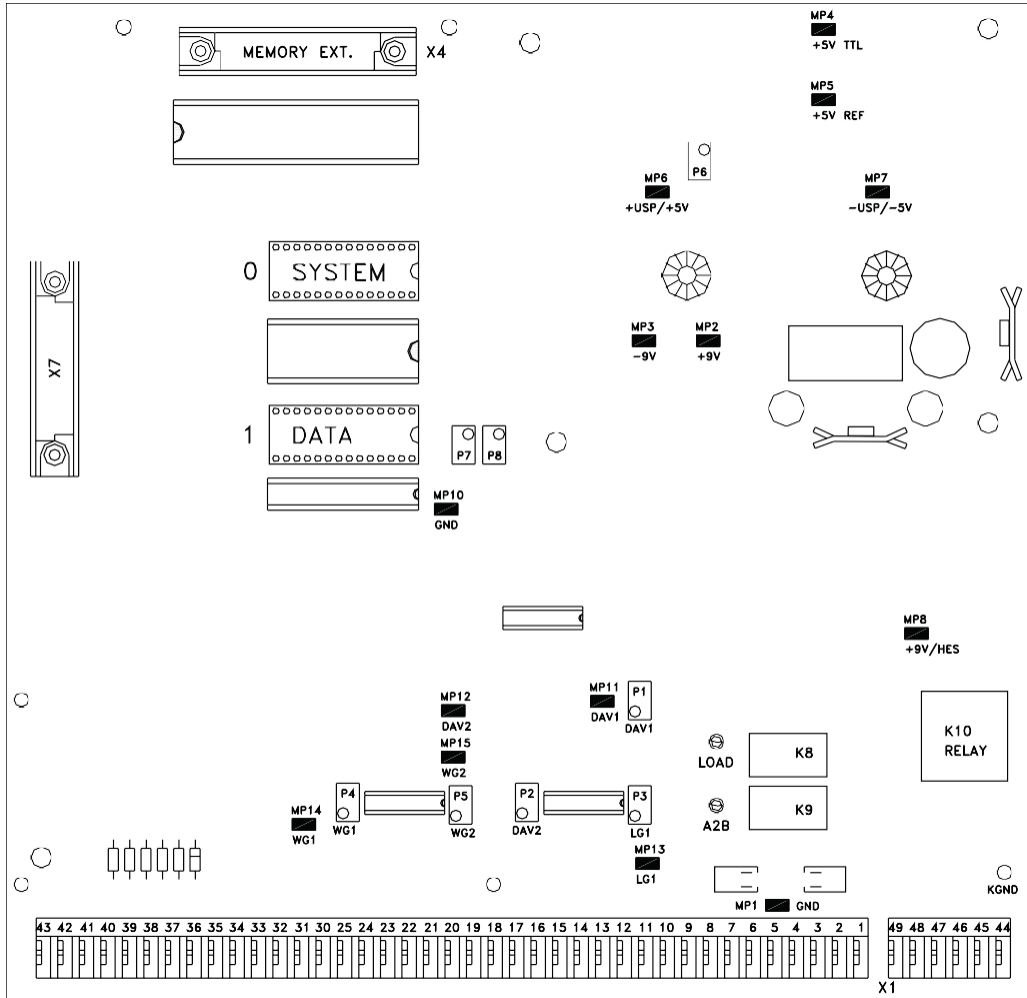 MP4
+5V TTL
MEMORY EXT.
X4
MP5
+5V REF
P6
MP6
+USP/+5V
MP7
-USP/-5V
0
SYSTEM
MP3
-9V
MP2
+9V
X7
1
DATA
P7
P8
MP10
GND
MP8
+9V/HES
MP12
DAV2
MP11
DAV1
P1
DAV1
MP15
WG2
LOAD
K8
K10
RELAY
P4
WG1
P5
WG2
P2
DAV2
P3
LG1
A2B
K9
MP14
WG1
MP13
LG1
KGND
MP1
GND
43 42 41 40 39 38 37 36 35 34 33 32 31 30 25 24 23 22 21 20 19 18 17 16 15 14 13 12 11 10 9 8 7 6 5 4 3 2 1
49 48 47 46 45 44
X1